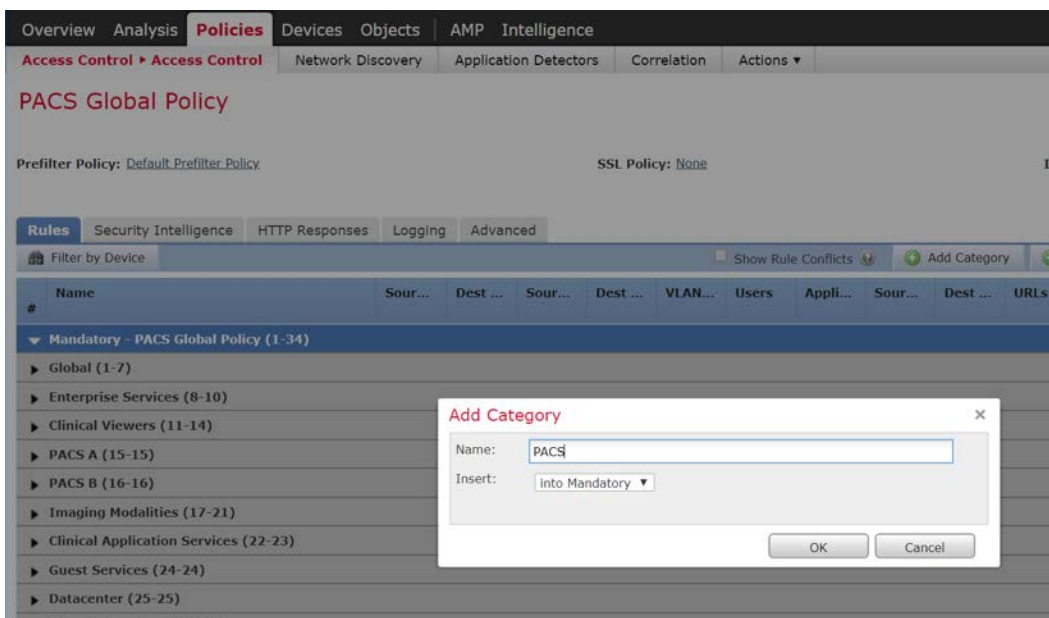 Overview Analysis Policies Devices Objects AMP Intelligence
Access Control ▸ Access Control Network Discovery Application Detectors Correlation Actions ▼
PACS Global Policy
Prefilter Policy: Default Prefilter Policy SSL Policy: None
Rules Security Intelligence HTTP Responses Logging Advanced
Filter by Device Show Rule Conflicts Add Category
# Name Sour... Dest ... Sour... Dest ... VLAN... Users Appli... Sour... Dest ... URLs
Mandatory - PACS Global Policy (1-34)
Global (1-7)
Enterprise Services (8-10)
Clinical Viewers (11-14)
PACS A (15-15)
PACS B (16-16)
Imaging Modalities (17-21)
Clinical Application Services (22-23)
Guest Services (24-24)
Datacenter (25-25)
Add Category ×
Name: PACS
Insert: into Mandatory ▼
OK Cancel